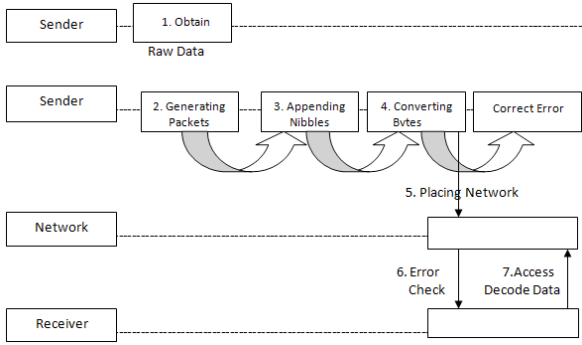 Sender
1. Obtain
Raw Data
Sender
2. Generating
Packets
3. Appending
Nibbles
4. Converting
Bytes
Correct Error
5. Placing Network
Network
6. Error
Check
7.Access
Decode Data
Receiver